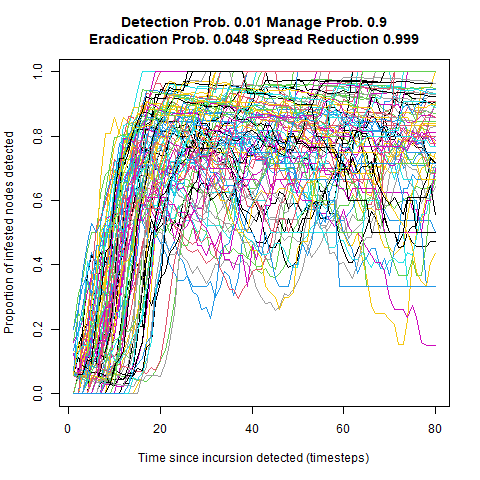 Detection Prob. 0.01 Manage Prob. 0.9
Eradication Prob. 0.048 Spread Reduction 0.999
Proportion of infested nodes detected
1.0
0.8
0.6
0.4
0.2
0.0
0 20 40 60 80
Time since incursion detected (timesteps)